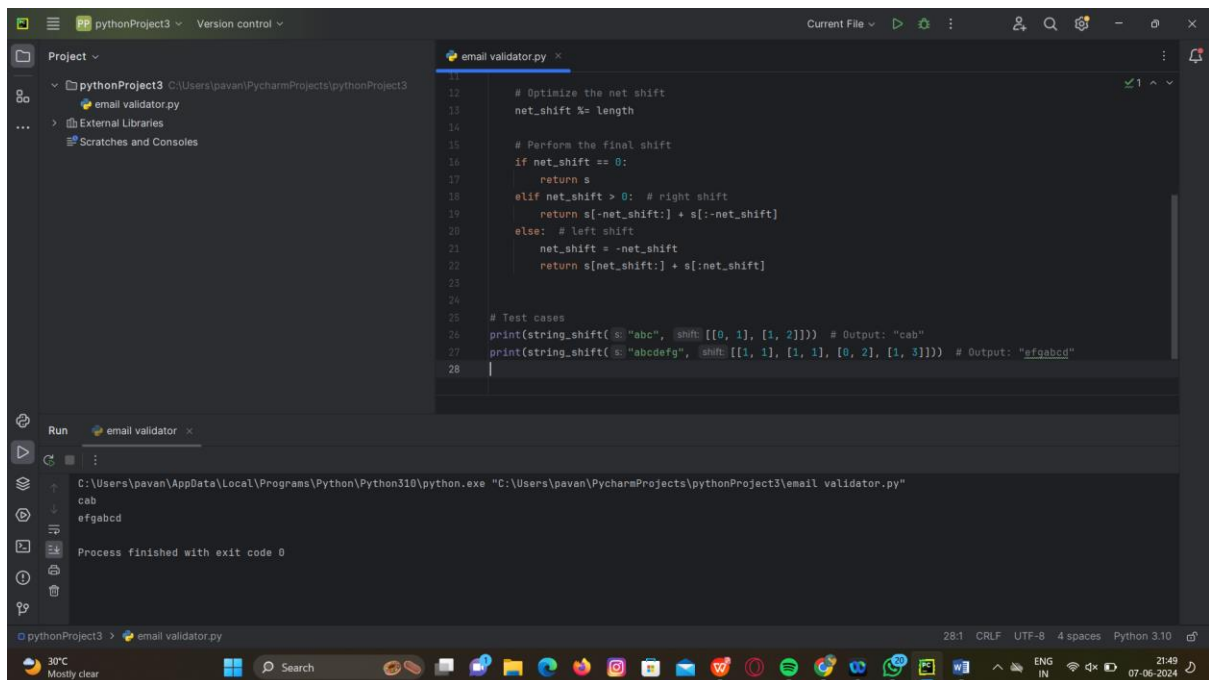 PP pythonProject3 Version control Current File
Project
email validator.py
pythonProject3 C:\Users\pavan\PycharmProjects\pythonProject3
email validator.py
External Libraries
Scratches and Consoles
1
11
12 # Optimize the net shift
13 net_shift %= length
14
15 # Perform the final shift
16 if net_shift == 0:
17 return s
18 elif net_shift > 0: # right shift
19 return s[-net_shift:] + s[:-net_shift]
20 else: # left shift
21 net_shift = -net_shift
22 return s[net_shift:] + s[:net_shift]
23
24
25 # Test cases
26 print(string_shift( s: "abc", shift: [[0, 1], [1, 2]])) # Output: "cab"
27 print(string_shift( s: "abcdefg", shift: [[1, 1], [1, 1], [0, 2], [1, 3]])) # Output: "efgabcd"
28
Run email validator
C:\Users\pavan\AppData\Local\Programs\Python\Python310\python.exe "C:\Users\pavan\PycharmProjects\pythonProject3\email validator.py"
cab
efgabcd
Process finished with exit code 0
pythonProject3 > email validator.py
28:1 CRLF UTF-8 4 spaces Python 3.10
30°C
Mostly clear
Search
20
PC
ENG
IN
21:49
07-06-2024